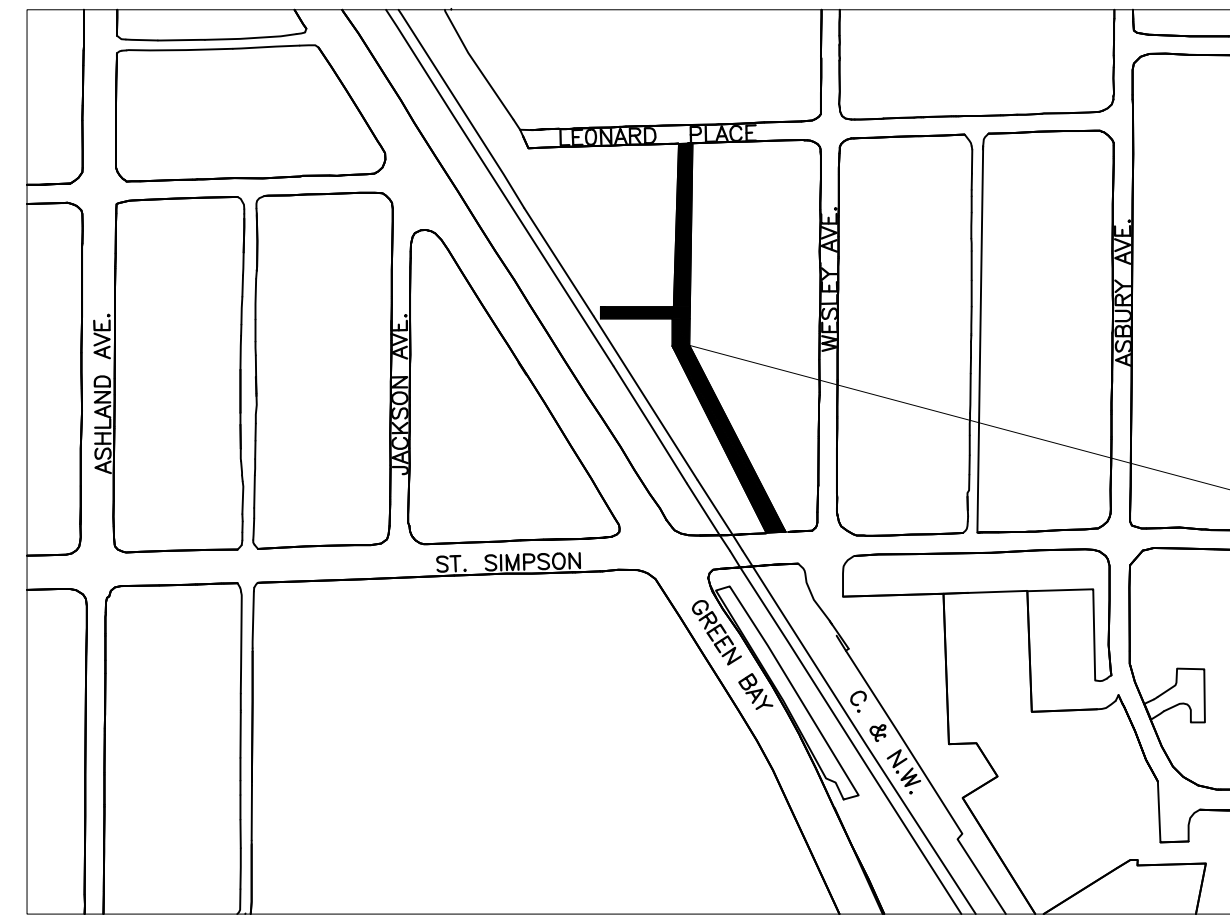 LEONARD PLACE
WESLEY AVE.
ASBURY AVE.
ASHLAND AVE.
JACKSON AVE.
ST. SIMPSON
GREEN BAY
C. & N.W.